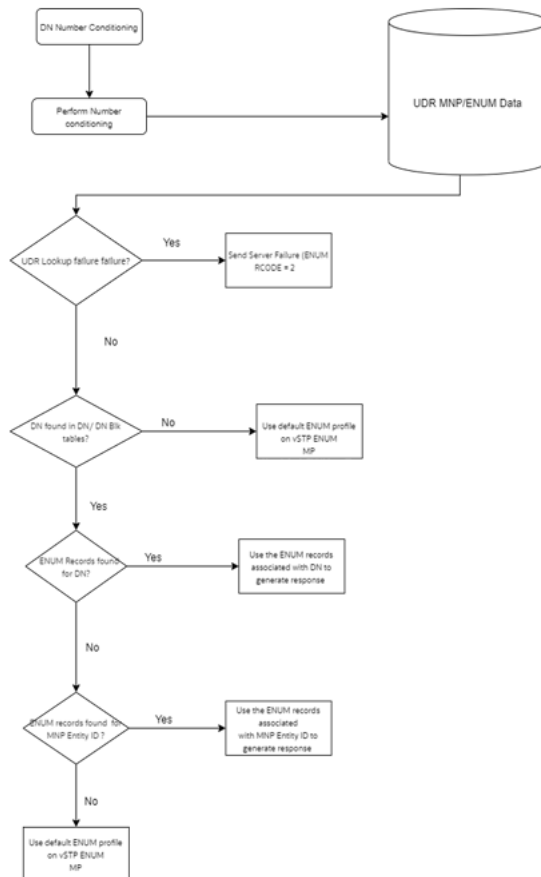 DN Number Conditioning
Perform Number
conditioning
UDR MNP/ENUM Data
UDR Lookup failure failure?
Yes
Send Server Failure (ENUM
RCODE = 2
No
DN found in DN/ DN Blk
tables?
No
Use default ENUM profile
on vSTP ENUM
MP
Yes
ENUM Records found
for DN?
Yes
Use the ENUM records
associated with DN to
generate response
No
ENUM records found for
MNP Entity ID ?
Yes
Use the ENUM records
associated
with MNP Entity ID to
generate response
No
Use default ENUM profile
on vSTP ENUM
MP